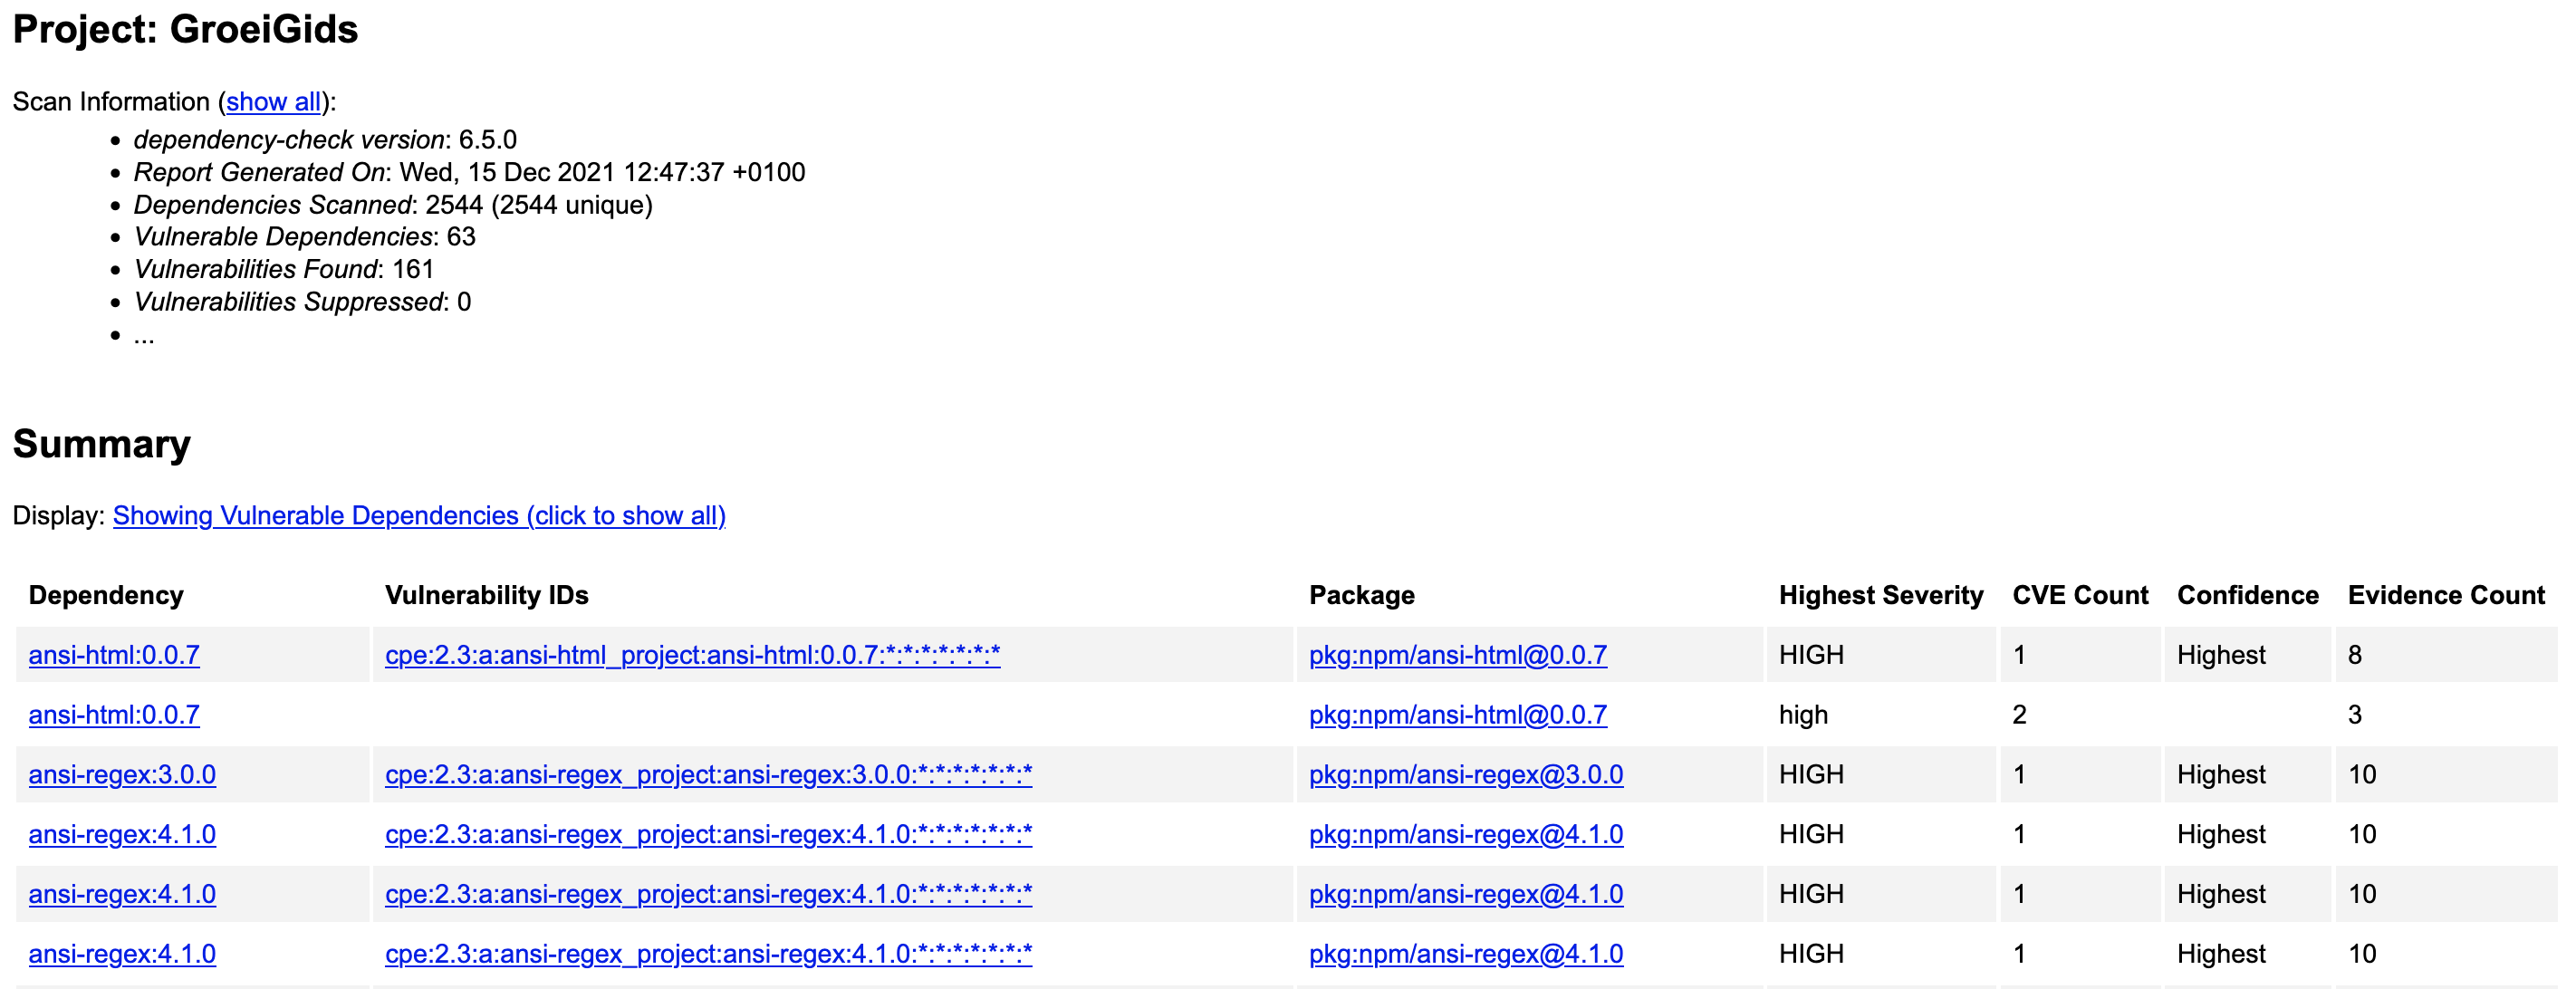 Project: GroeiGids
Scan Information (show all):
• dependency-check version: 6.5.0
• Report Generated On: Wed, 15 Dec 2021 12:47:37 +0100
• Dependencies Scanned: 2544 (2544 unique)
• Vulnerable Dependencies: 63
• Vulnerabilities Found: 161
• Vulnerabilities Suppressed: 0
• ...
Summary
Display: Showing Vulnerable Dependencies (click to show all)
Dependency Vulnerability IDs Package Highest Severity CVE Count Confidence Evidence Count
ansi-html:0.0.7 cpe:2.3:a:ansi-html_project:ansi-html:0.0.7:*:*:*:*:*:*:* pkg:npm/ansi-html@0.0.7 HIGH 1 Highest 8
ansi-html:0.0.7 pkg:npm/ansi-html@0.0.7 high 2 3
ansi-regex:3.0.0 cpe:2.3:a:ansi-regex_project:ansi-regex:3.0.0:*:*:*:*:*:*:* pkg:npm/ansi-regex@3.0.0 HIGH 1 Highest 10
ansi-regex:4.1.0 cpe:2.3:a:ansi-regex_project:ansi-regex:4.1.0:*:*:*:*:*:*:* pkg:npm/ansi-regex@4.1.0 HIGH 1 Highest 10
ansi-regex:4.1.0 cpe:2.3:a:ansi-regex_project:ansi-regex:4.1.0:*:*:*:*:*:*:* pkg:npm/ansi-regex@4.1.0 HIGH 1 Highest 10
ansi-regex:4.1.0 cpe:2.3:a:ansi-regex_project:ansi-regex:4.1.0:*:*:*:*:*:*:* pkg:npm/ansi-regex@4.1.0 HIGH 1 Highest 10